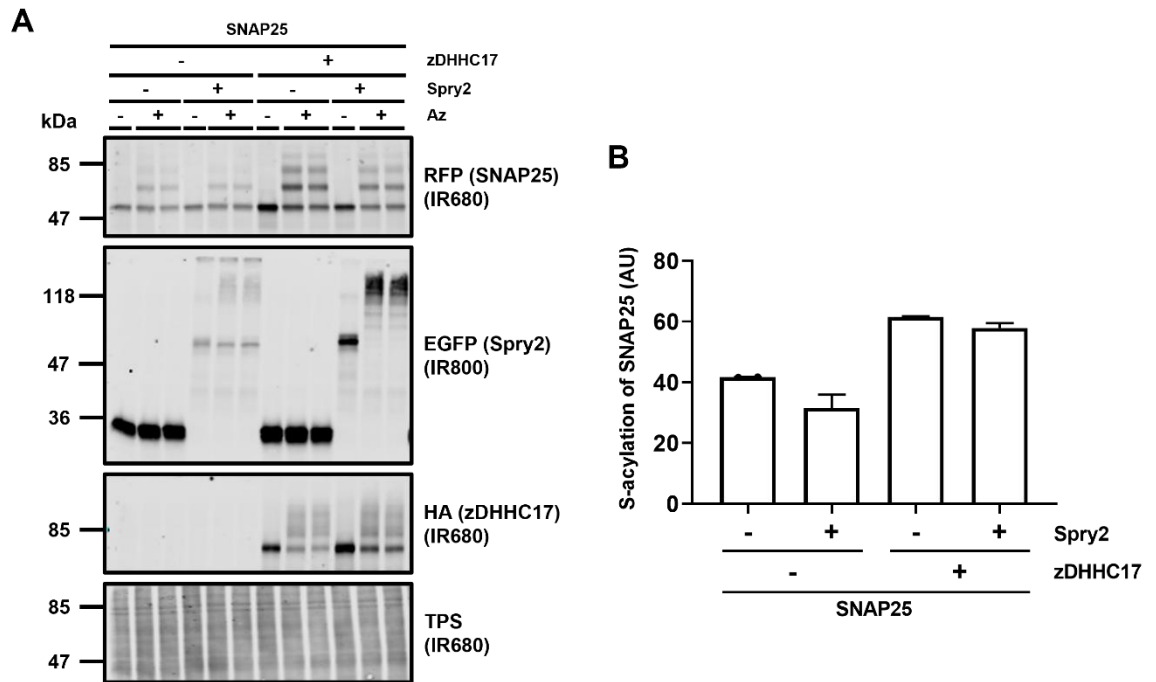 A
SNAP25
- + zDHHC17
- + - + Spry2
- + - + - + - + Az
kDa
85
47
RFP (SNAP25)
(IR680)
118
47
36
EGFP (Spry2)
(IR800)
85
HA (zDHHC17)
(IR680)
85
47
TPS
(IR680)
B
S-acylation of SNAP25 (AU)
80
60
40
20
0
- + - + Spry2
- + zDHHC17
SNAP25